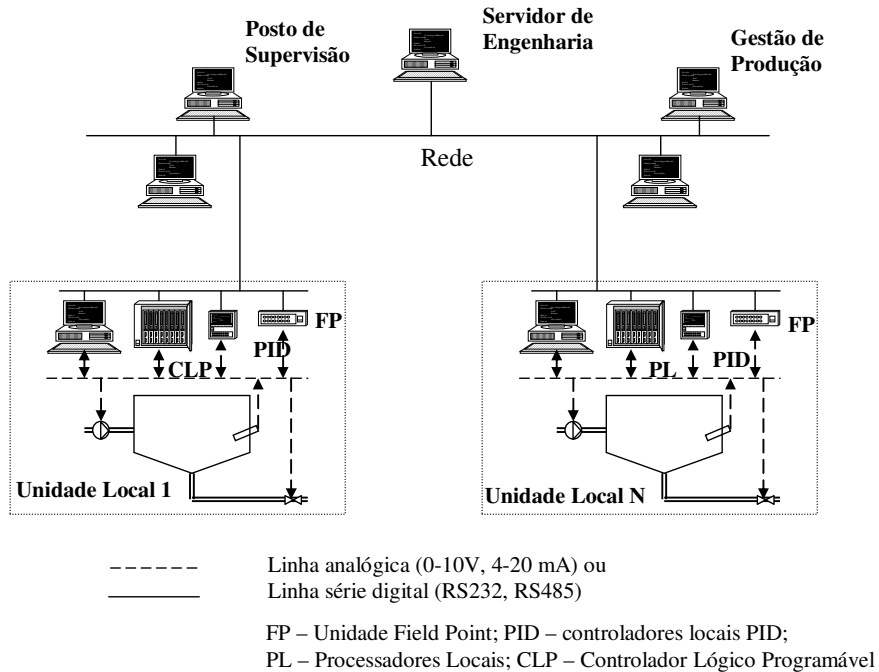 Posto de
Supervisão
Servidor de
Engenharia
Gestão de
Produção
Rede
FP
PID
CLP
Unidade Local 1
FP
PID
PL
Unidade Local N
Linha analógica (0-10V, 4-20 mA) ou
Linha série digital (RS232, RS485)
FP – Unidade Field Point; PID – controladores locais PID;
PL – Processadores Locais; CLP – Controlador Lógico Programável